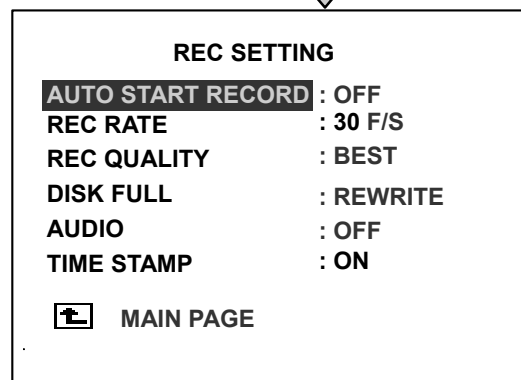 REC SETTING
AUTO START RECORD : OFF
REC RATE : 30 F/S
REC QUALITY : BEST
DISK FULL : REWRITE
AUDIO : OFF
TIME STAMP : ON
MAIN PAGE